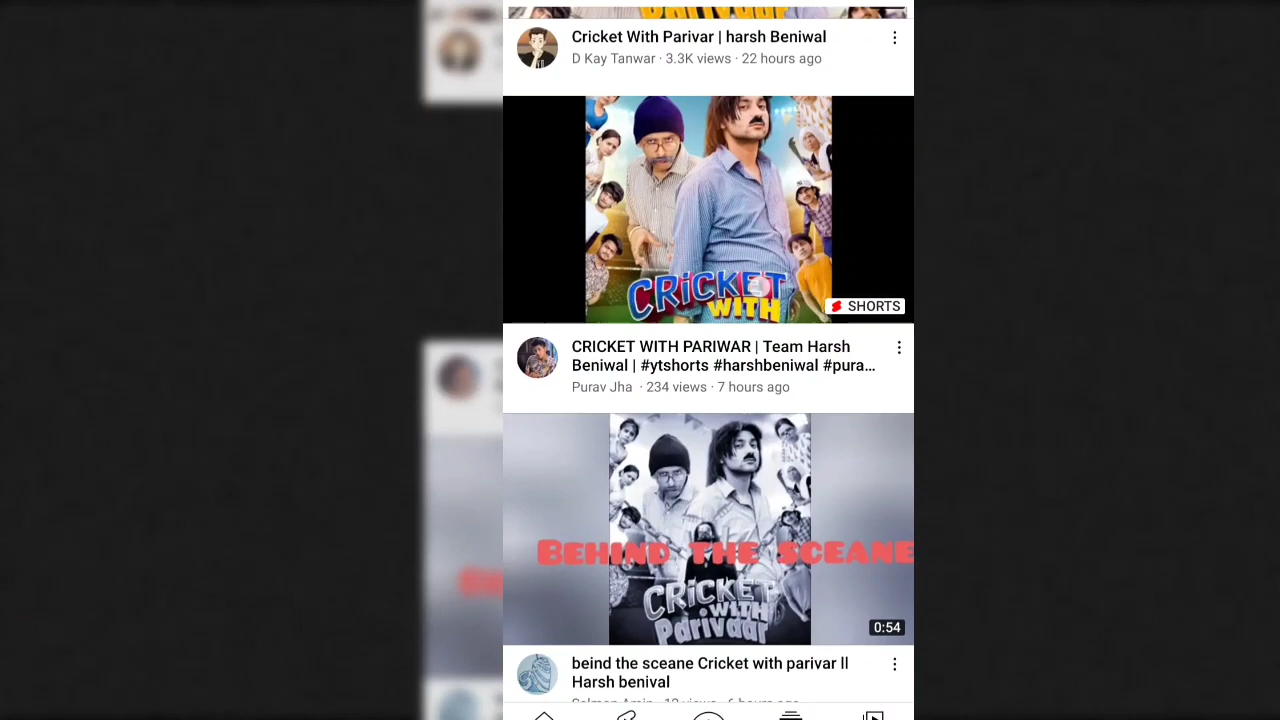 Cricket With Parivar | harsh Beniwal
D Kay Tanwar · 3.3K views · 22 hours ago
CRICKET
WITH
SHORTS
CRICKET WITH PARIWAR | Team Harsh
Beniwal | #ytshorts #harshbeniwal #pura...
Purav Jha · 234 views · 7 hours ago
BEHIND THE SCEANE
CRICKET
WITH
Parivaar
0:54
beind the sceane Cricket with parivar ll
Harsh benival